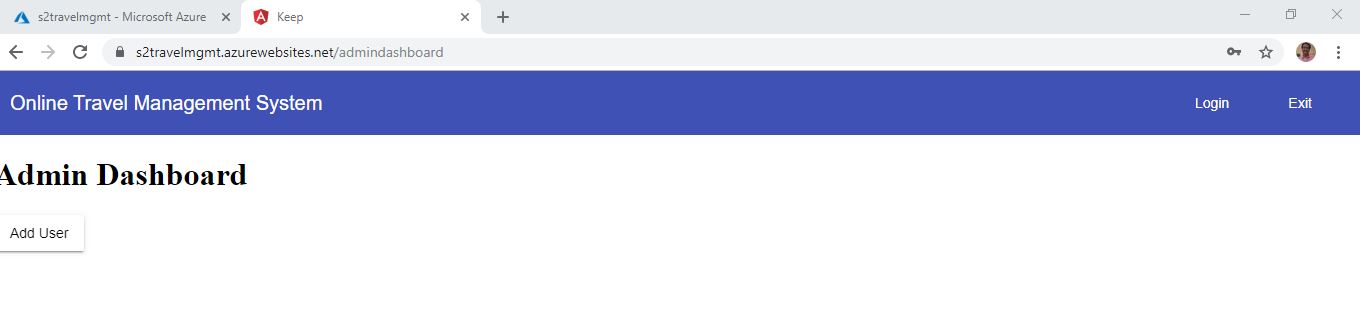 s2travelmgmt - Microsoft Azure
Keep
s2travelmgmt.azurewebsites.net/admindashboard
Online Travel Management System
Login
Exit
Admin Dashboard
Add User